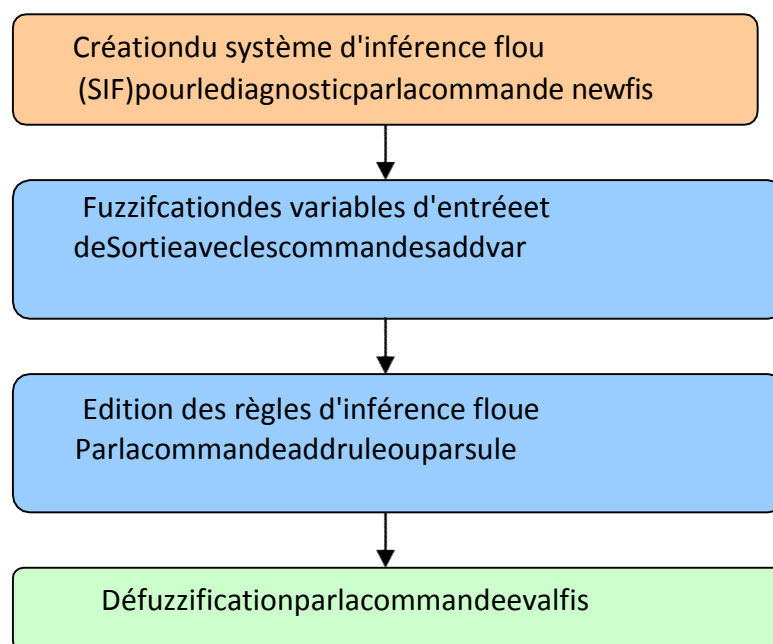 Créationdu système d'inférence flou
(SIF)pourlediagnosticparlacommande newfis
Fuzzifcationdes variables d'entréeet
deSortieaveclescommandesaddvar
Edition des règles d'inférence floue
Parlacommandeaddruleouparsule
Défuzzificationparlacommandeevalfis